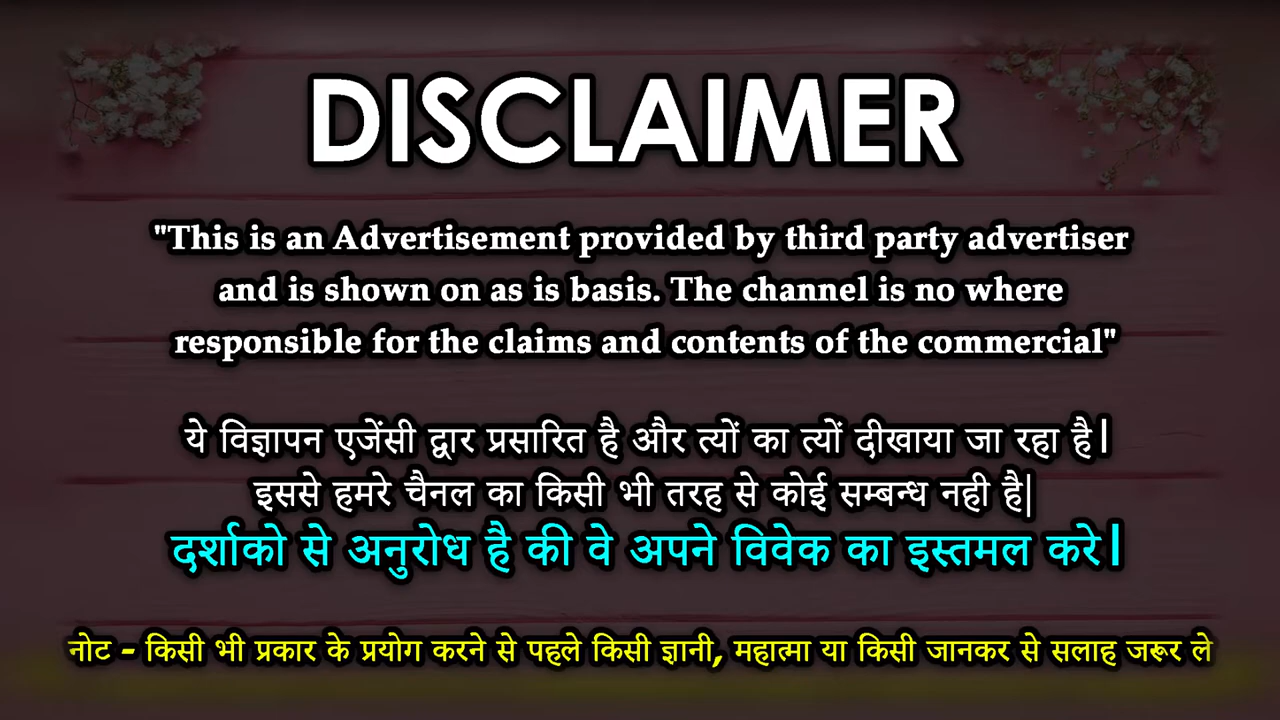 DISCLAIMER
"This is an Advertisement provided by third party advertiser
and is shown on as is basis. The channel is no where
responsible for the claims and contents of the commercial"
ये विज्ञापन एजेंसी द्वार प्रसारित है और त्यों का त्यों दीखाया जा रहा है।
इससे हमरे चैनल का किसी भी तरह से कोई सम्बन्ध नही है|
दर्शाको से अनुरोध है की वे अपने विवेक का इस्तमल करे।
नोट - किसी भी प्रकार के प्रयोग करने से पहले किसी ज्ञानी, महात्मा या किसी जानकर से सलाह जरूर ले